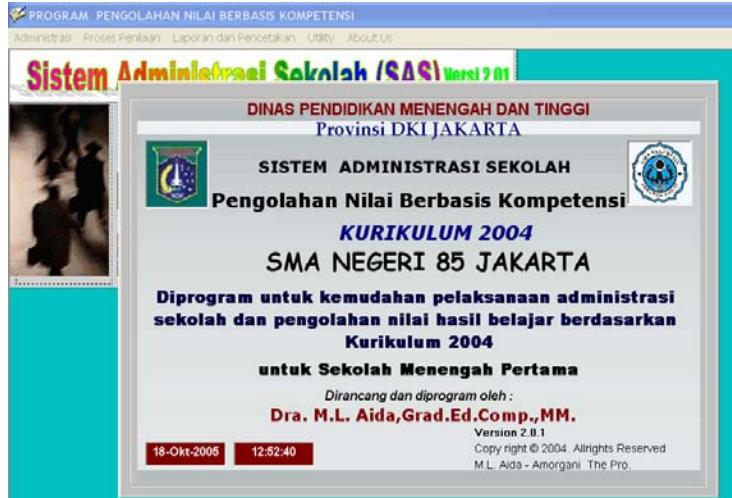 PROGRAM PENGOLAHAN NILAI BERBASIS KOMPETENSI
Administrasi Proses Penilaian Laporan dan Pencetakan Utility About Us
Sistem Administrasi Sekolah (SAS) Versi 2.01
DINAS PENDIDIKAN MENENGAH DAN TINGGI
Provinsi DKI JAKARTA
SISTEM ADMINISTRASI SEKOLAH
Pengolahan Nilai Berbasis Kompetensi
KURIKULUM 2004
SMA NEGERI 85 JAKARTA
Diprogram untuk kemudahan pelaksanaan administrasi
sekolah dan pengolahan nilai hasil belajar berdasarkan
Kurikulum 2004
untuk Sekolah Menengah Pertama
Dirancang dan diprogram oleh :
Dra. M.L. Aida,Grad.Ed.Comp.,MM.
Version 2.0.1
18-Okt-2005 12:52:40
Copy right © 2004. Allrights Reserved
M.L. Aida - Amorgani The Pro.